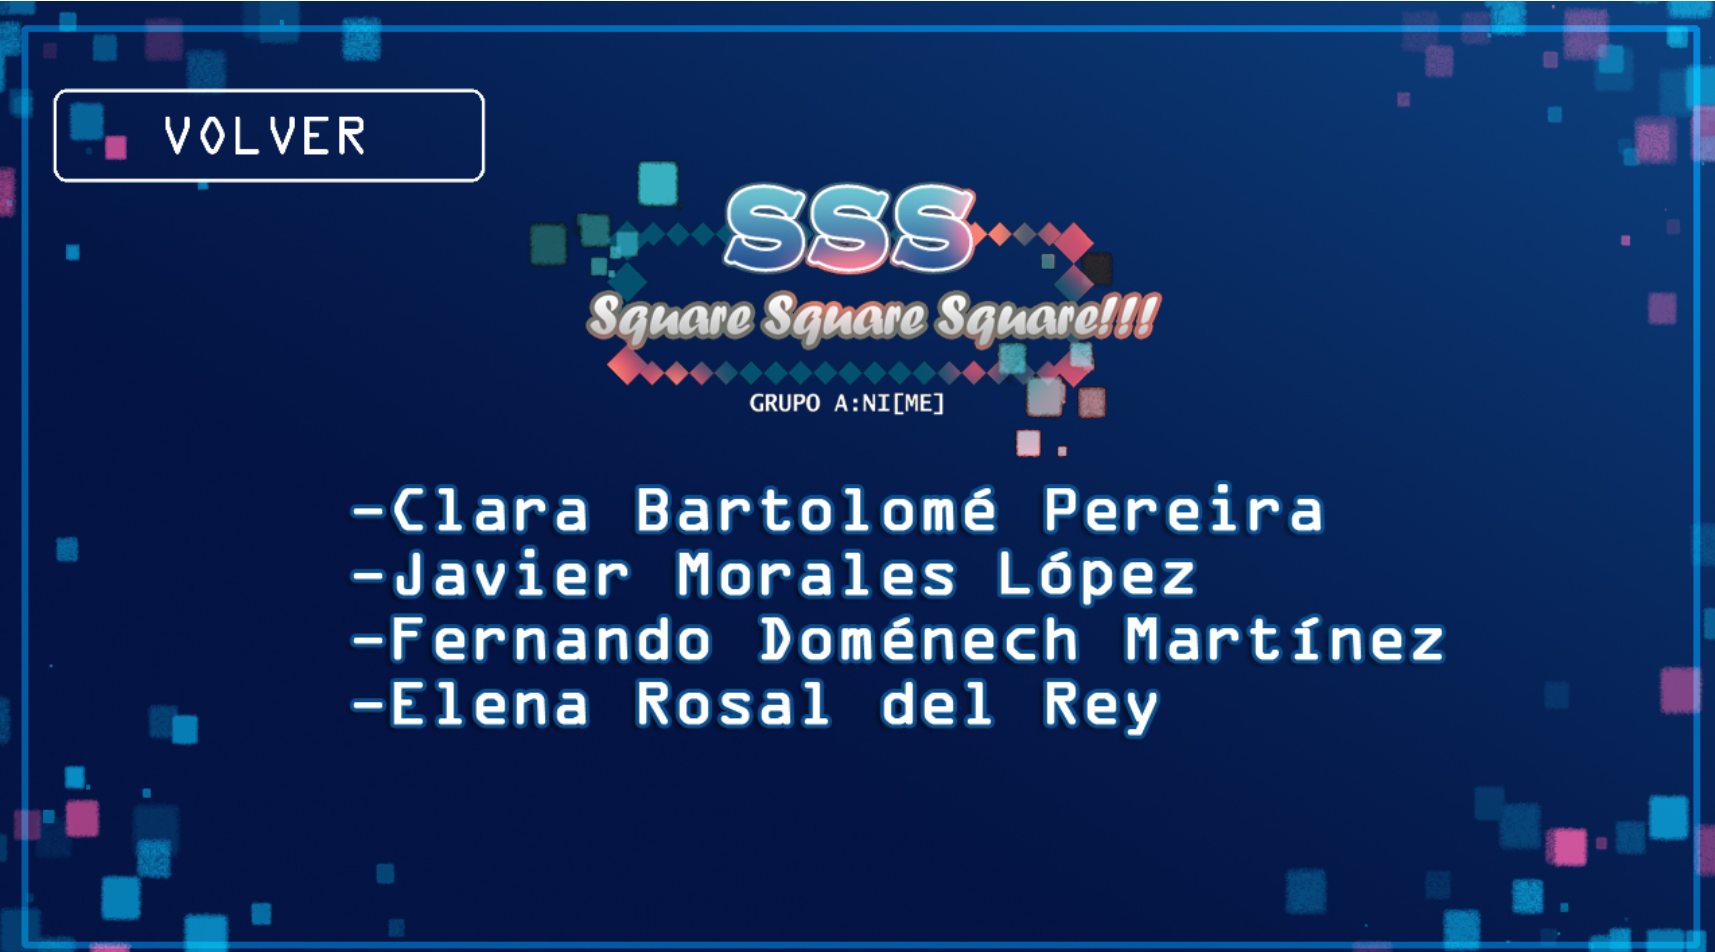 VOLVER
SSS
Square Square Square!!!
GRUPO A:NI[ME]
-Clara Bartolomé Pereira
-Javier Morales López
-Fernando Doménech Martínez
-Elena Rosal del Rey